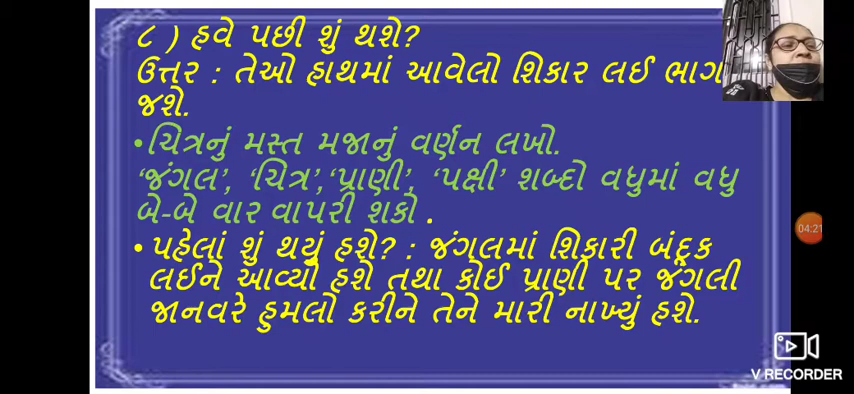 ૮ ) હવે પછી શું થશે?
ઉત્તર : તેઓ હાથમાં આવેલો શિકાર લઈ ભાગી
જશે.
•ચિત્રનું મસ્ત મજાનું વર્ણન લખો.
‘જંગલ’, ‘ચિત્ર’,‘પ્રાણી’, ‘પક્ષી’ શબ્દો વધુમાં વધુ
બે-બે વાર વાપરી શકો .
• પહેલાં શું થયું હશે? : જંગલમાં શિકારી બંદૂક
લઈને આવ્યો હશે તથા કોઈ પ્રાણી પર જંગલી
જાનવરે હુમલો કરીને તેને મારી નાખ્યું હશે.
04:21
V RECORDER